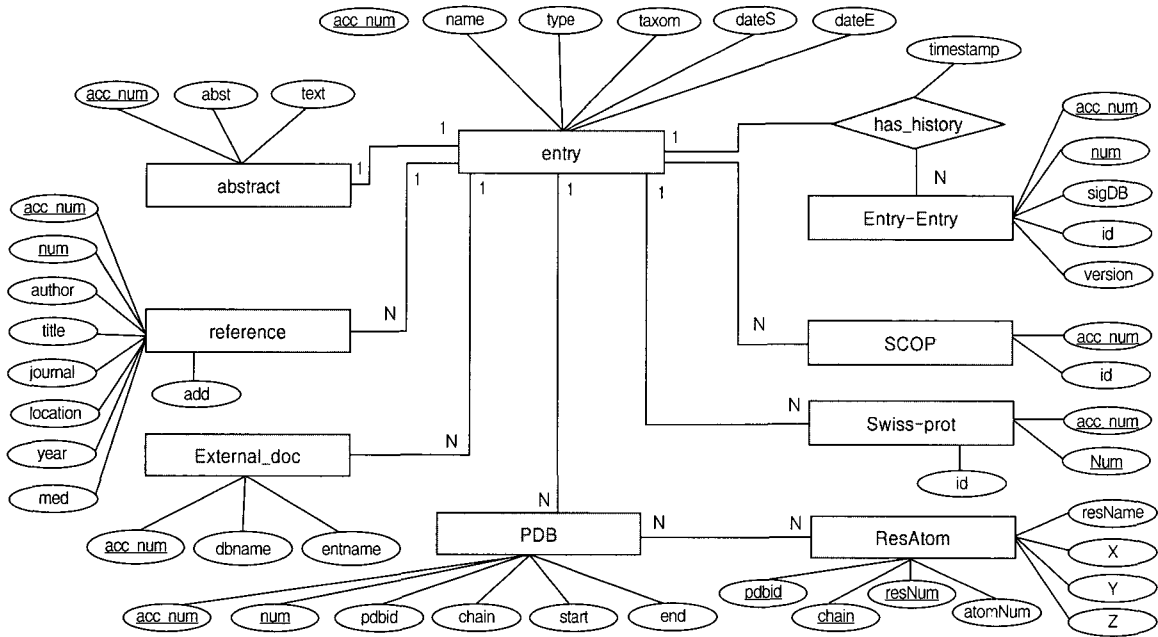 acc_num
name
type
taxom
dateS
dateE
timestamp
acc_num
abst
text
has_history
acc_num
num
sigDB
id
version
1
entry
1
1
abstract
1
1
1
1
N
Entry-Entry
acc_num
num
author
title
journal
location
year
med
N
reference
add
N
SCOP
acc_num
id
N
Swiss-prot
acc_num
Num
id
N
External_doc
acc_num
dbname
entname
N
PDB
N
N
ResAtom
resName
X
Y
Z
acc_num
num
pdbid
chain
start
end
pdbid
chain
resNum
atomNum